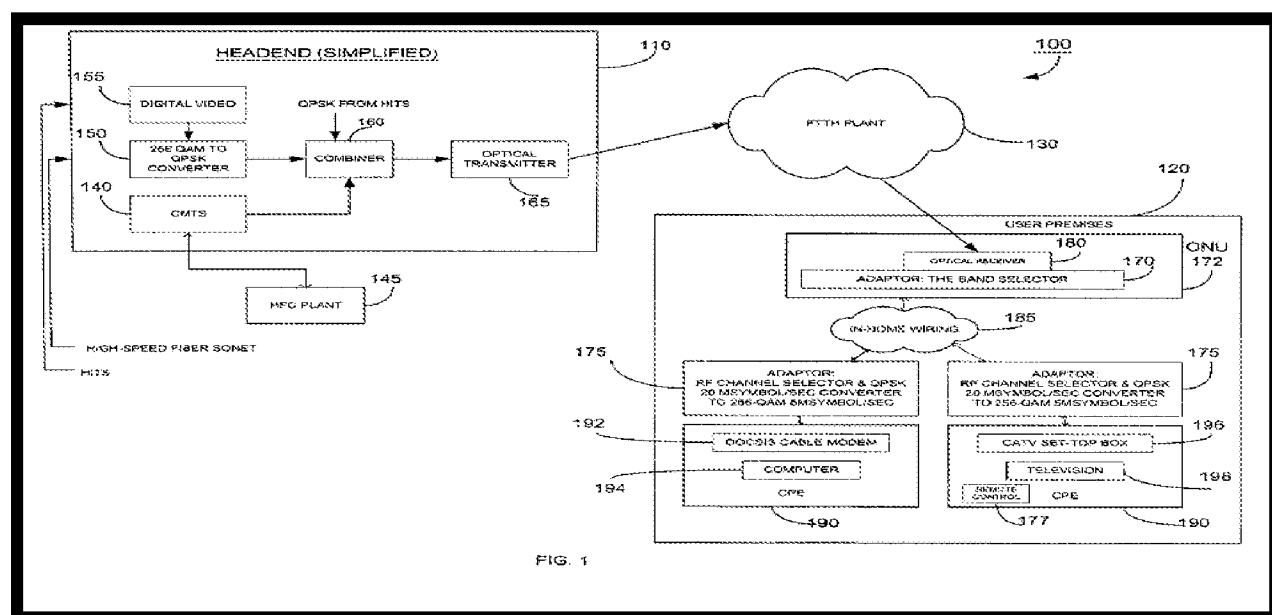 HEADEND (SIMPLIFIED)
110
100
155
DIGITAL VIDEO
QPSK FROM HITS
150
160
256 QAM TO
QPSK
CONVERTER
COMBINER
OPTICAL
TRANSMITTER
165
140
CMTS
FTTH PLANT
130
145
HFC PLANT
HIGH-SPEED FIBER SONET
HITS
120
USER PREMISES
ONU
172
180
OPTICAL RECEIVER
170
ADAPTOR: THE BAND SELECTOR
IN-HOME WIRING
185
175
ADAPTOR:
RF CHANNEL SELECTOR & QPSK
20 MSYMBOL/SEC CONVERTER
TO 256-QAM 5MSYMBOL/SEC
175
ADAPTOR:
RF CHANNEL SELECTOR & QPSK
20 MSYMBOL/SEC CONVERTER
TO 256-QAM 5MSYMBOL/SEC
192
DOCSIS CABLE MODEM
194
COMPUTER
CPE
190
CATV SET-TOP BOX
196
TELEVISION
198
REMOTE
CONTROL
177
CPE
190
FIG. 1